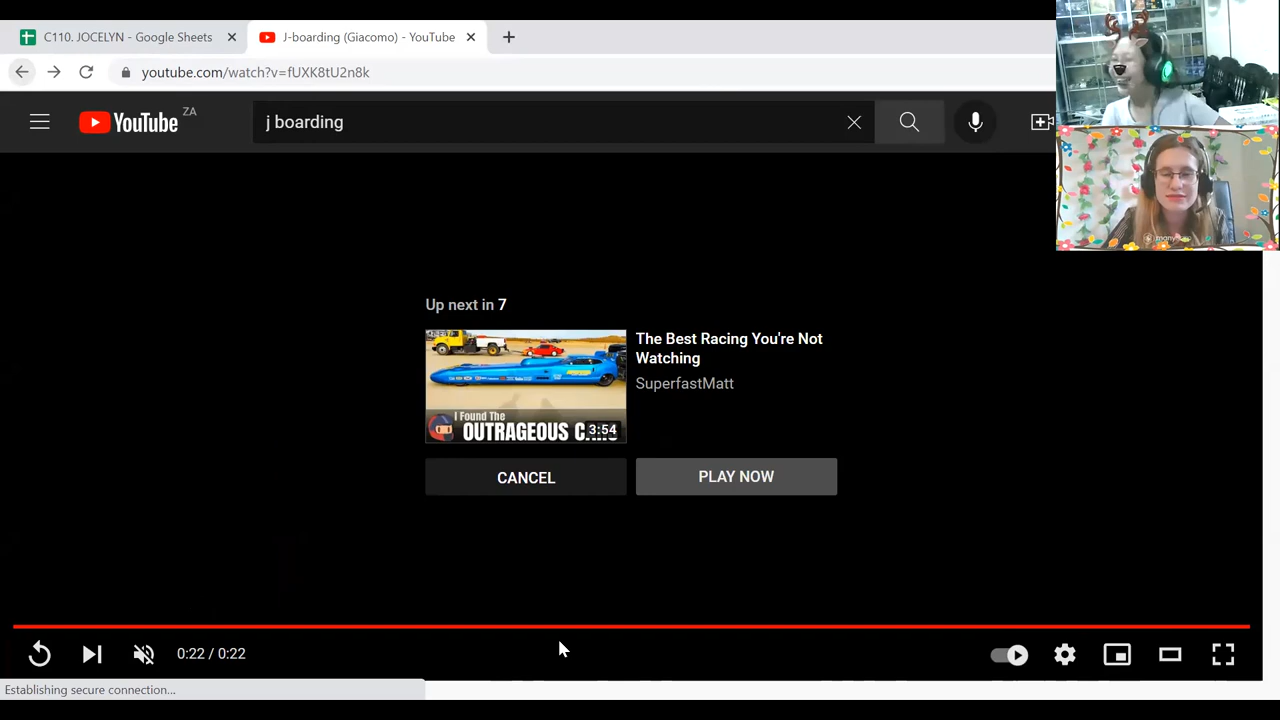 C110. JOCELYN - Google Sheets
J-boarding (Giacomo) - YouTube
youtube.com/watch?v=fUXK8tU2n8k
YouTube ZA
j boarding
Up next in 7
The Best Racing You're Not
Watching
SuperfastMatt
I Found The
OUTRAGEOUS
3:54
CANCEL
PLAY NOW
0:22 / 0:22
Establishing secure connection...